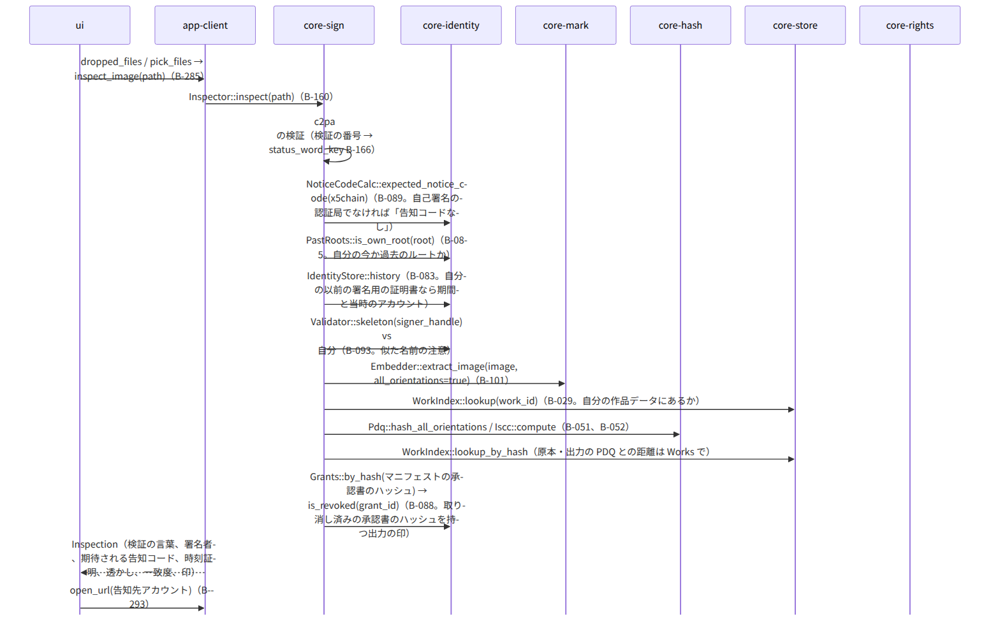 ui
app-client
core-sign
core-identity
core-mark
core-hash
core-store
core-rights
dropped_files / pick_files →
inspect_image(path)（B-285）
Inspector::inspect(path)（B-160）
c2pa
の検証（検証の番号 →
status_word_key B-166）
NoticeCodeCalc::expected_notice_c-
ode(x5chain)（B-089。自己署名の-
認証局でなければ「告知コードな-
し」）
PastRoots::is_own_root(root)（B-08-
5。自分の今か過去のルートか）
IdentityStore::history（B-083。自分-
の以前の署名用の証明書なら期間-
と当時のアカウント）
Validator::skeleton(signer_handle)
vs
自分（B-093。似た名前の注意）
Embedder::extract_image(image,
all_orientations=true)（B-101）
WorkIndex::lookup(work_id)（B-029。自分の作品データにあるか）
Pdq::hash_all_orientations / Iscc::compute（B-051、B-052）
WorkIndex::lookup_by_hash（原本・出力の PDQ との距離は Works で）
Grants::by_hash(マニフェストの承-
認書のハッシュ) →
is_revoked(grant_id)（B-088。取り-
消し済みの承認書のハッシュを持-
つ出力の印）
Inspection（検証の言葉、署名者-
、期待される告知コード、時刻証-
明、透かし、一致度、印）
open_url(告知先アカウント)（B--
293）